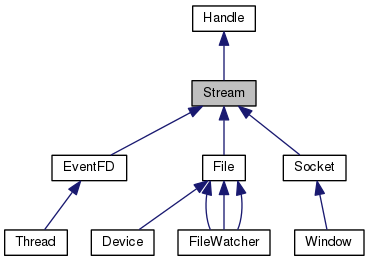 Handle
Stream
EventFD
File
Socket
Thread
Device
FileWatcher
Window